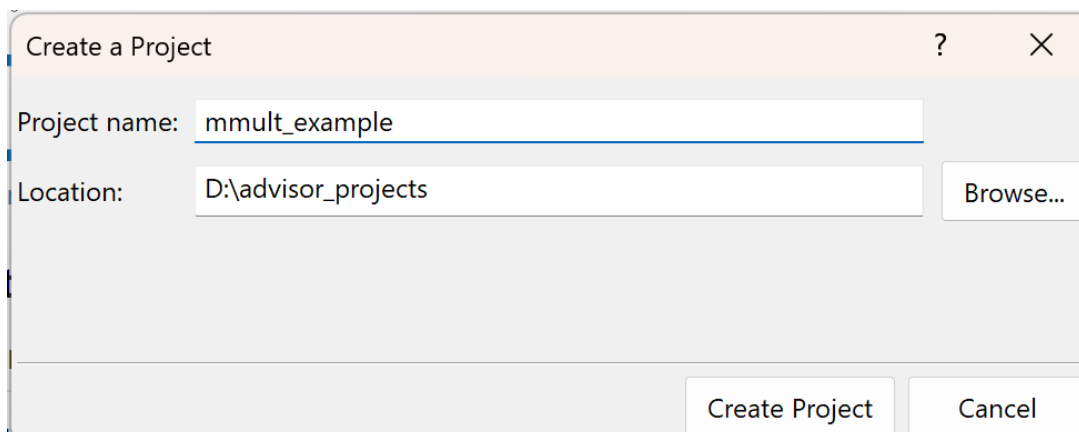 Create a Project ?
Project name: mmult_example
Location: D:\advisor_projects Browse...
Create Project Cancel